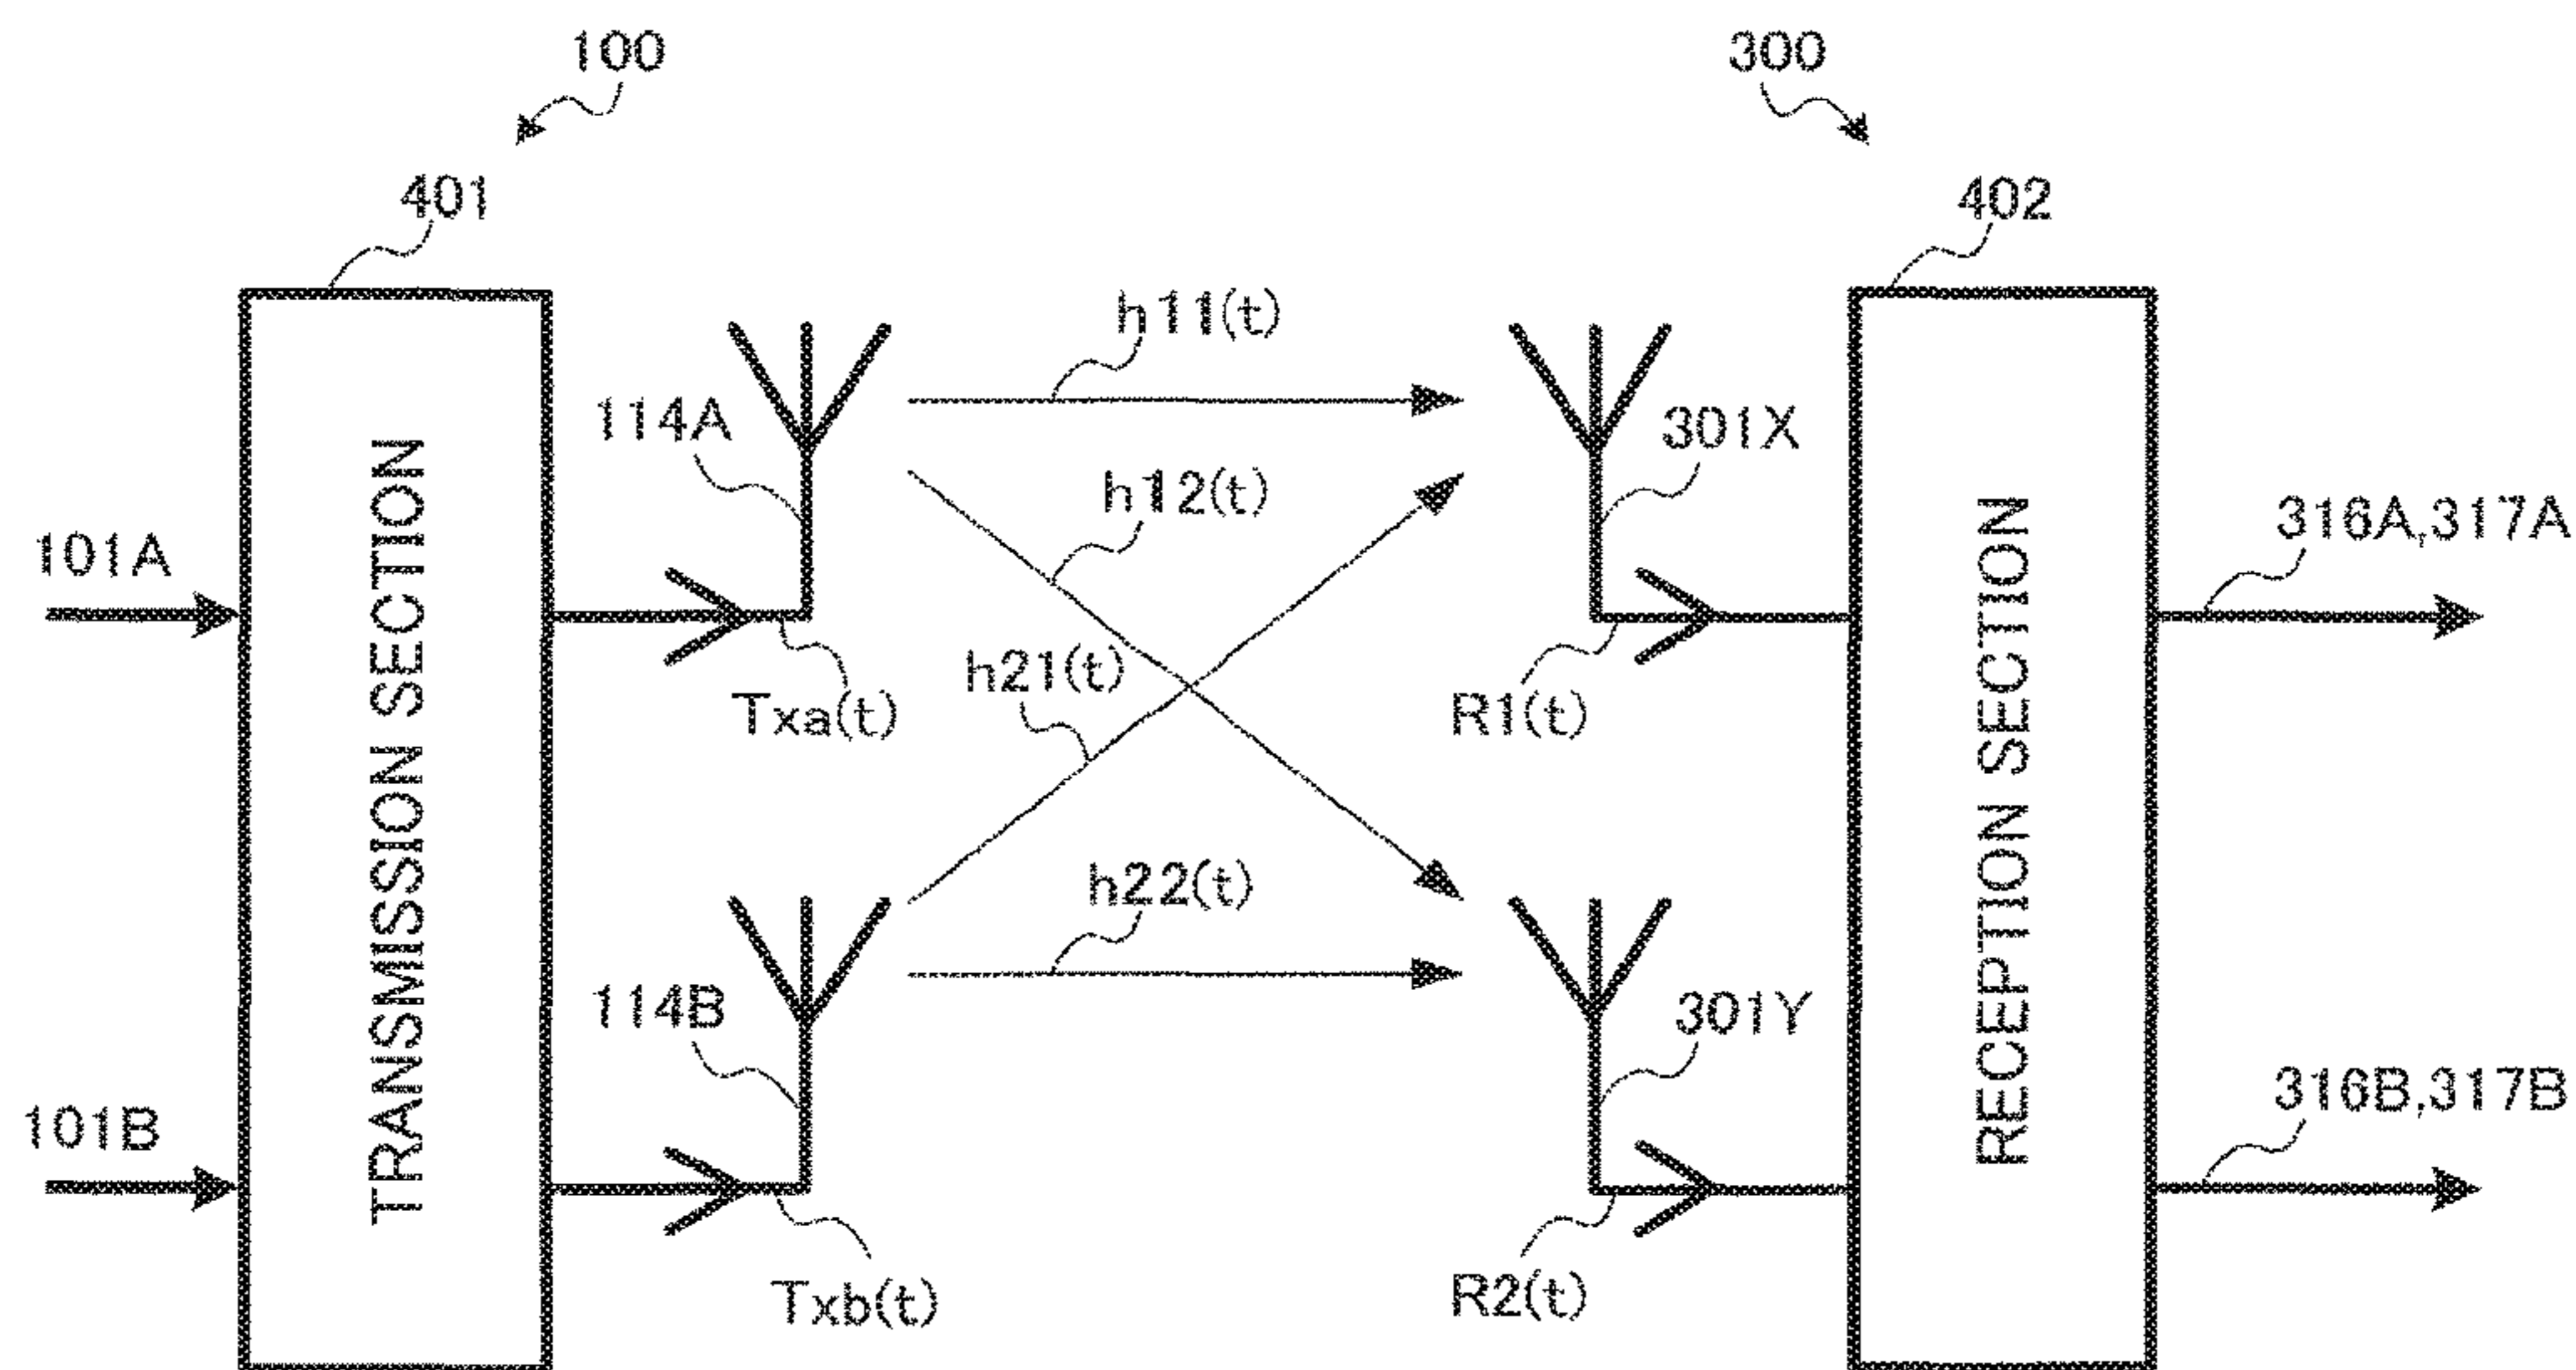 100
300
401
402
h11(t)
114A
301X
h12(t)
101A
316A,317A
TRANSMISSION SECTION
RECEPTION SECTION
h21(t)
Txa(t)
R1(t)
h22(t)
114B
301Y
101B
316B,317B
Txb(t)
R2(t)